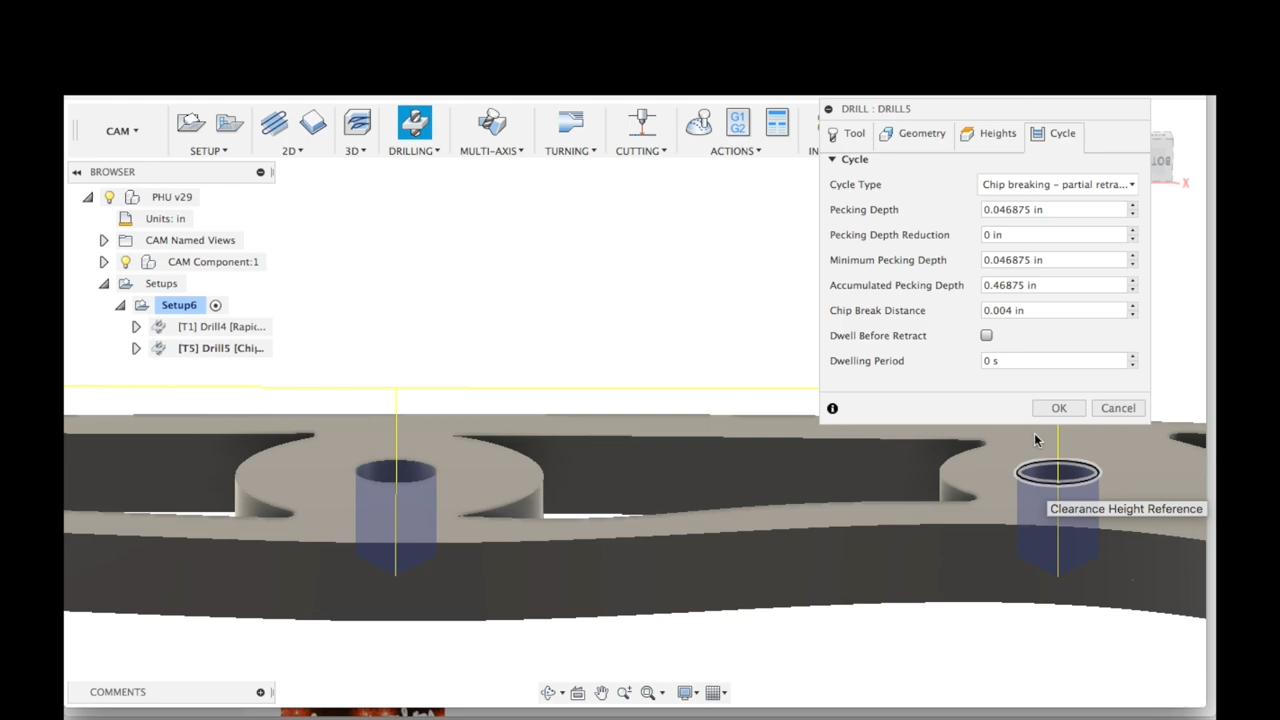 DRILL : DRILL5
CAM
SETUP
2D
3D
DRILLING
MULTI-AXIS
TURNING
CUTTING
G1
G2
ACTIONS
IN
Tool
Geometry
Heights
Cycle
BROWSER
PHU v29
Units: in
CAM Named Views
CAM Component:1
Setups
Setup6
[T1] Drill4 [Rapic...
[T5] Drill5 [Chip...
Cycle
Cycle Type Chip breaking – partial retra...
Pecking Depth 0.046875 in
Pecking Depth Reduction 0 in
Minimum Pecking Depth 0.046875 in
Accumulated Pecking Depth 0.46875 in
Chip Break Distance 0.004 in
Dwell Before Retract
Dwelling Period 0 s
OK
Cancel
X
Clearance Height Reference
COMMENTS